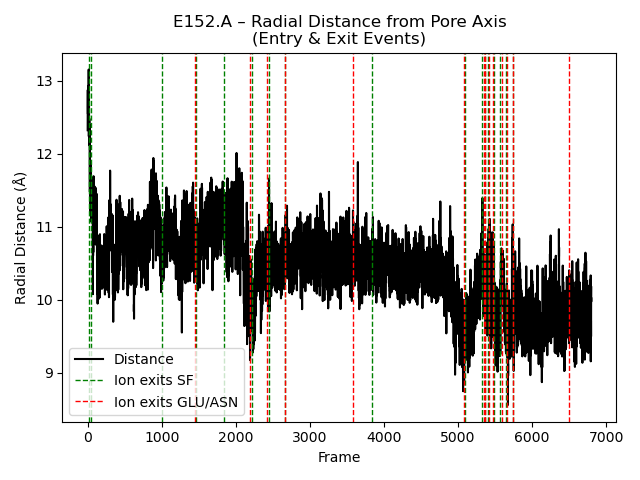 E152.A – Radial Distance from Pore Axis
(Entry & Exit Events)
Radial Distance (Å)
13
12
11
10
9
Distance
Ion exits SF
Ion exits GLU/ASN
0
1000
2000
3000
4000
5000
6000
7000
Frame